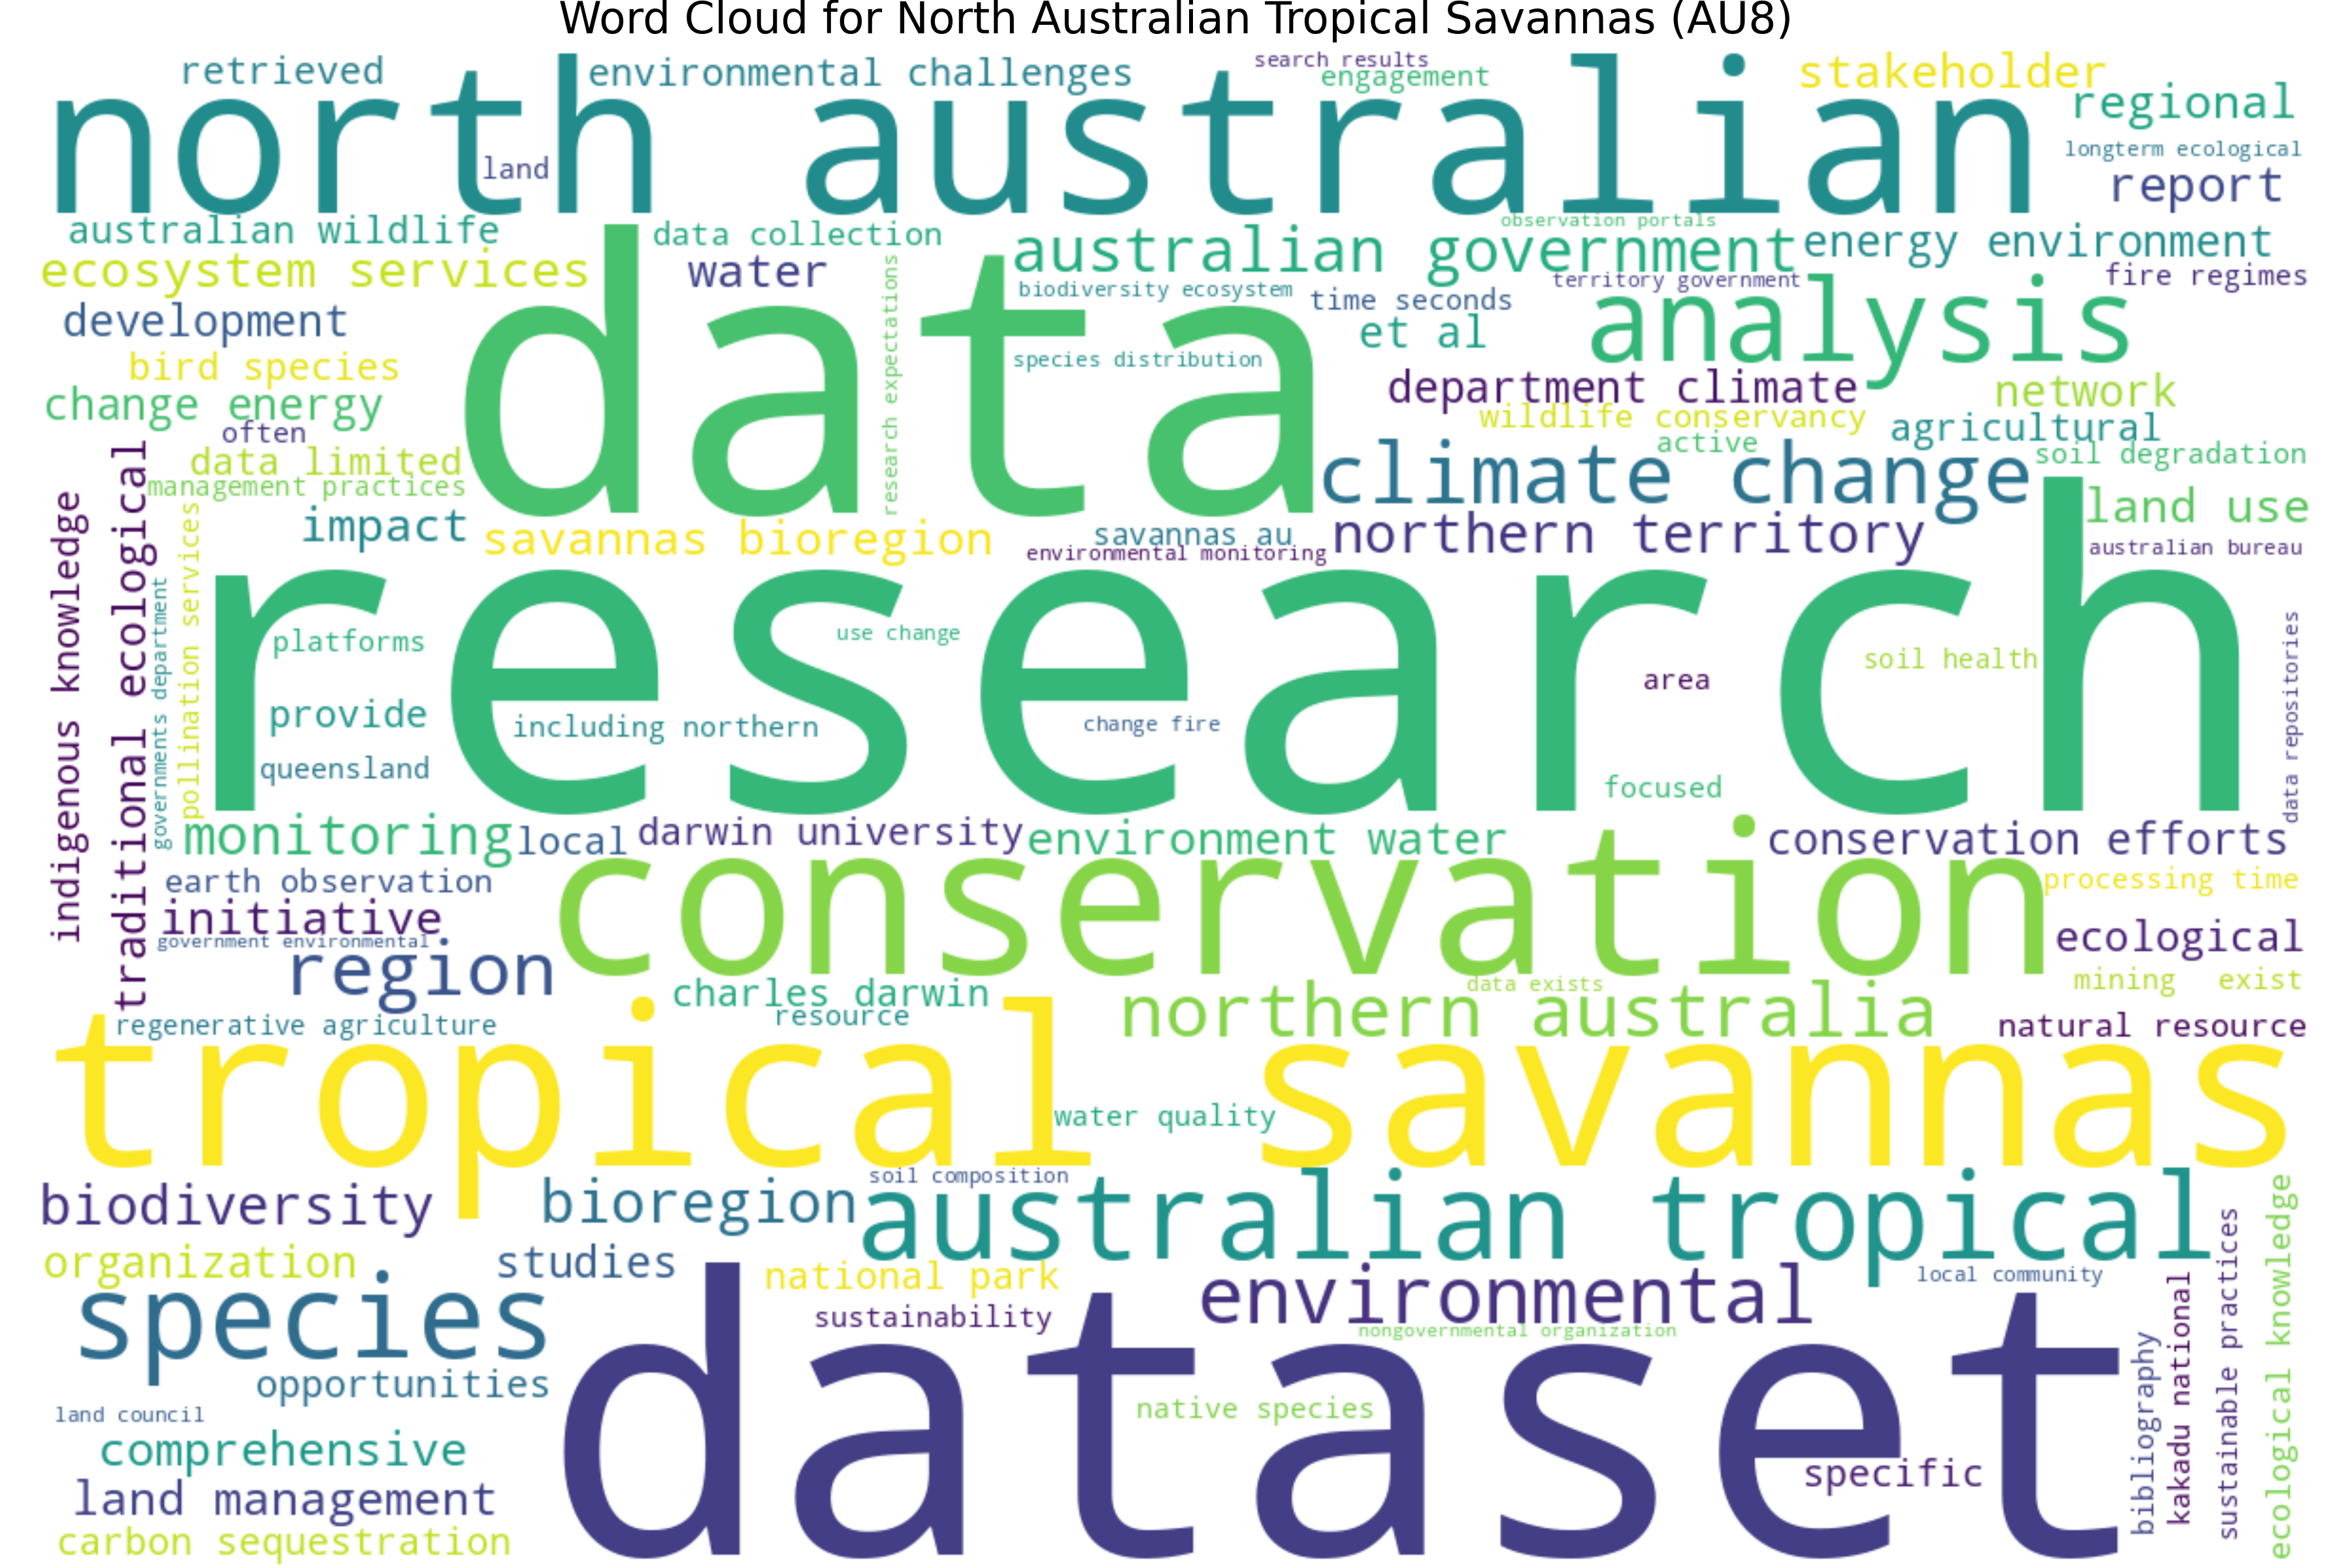 Word Cloud for North Australian Tropical Savannas (AU8)
retrieved
environmental challenges
search results
engagement
stakeholder
regional
north australian
land
longterm ecological
report
australian wildlife
data collection
observation portals
australian government
energy environment
ecosystem services
water
territory government
fire regimes
biodiversity ecosystem
time seconds
development
data
research expectations
et al
analysis
bird species
species distribution
department climate
network
change energy
wildlife conservancy
often
agricultural
active
data limited
climate change
soil degradation
management practices
land use
impact
savannas bioregion
savannas au
northern territory
environmental monitoring
australian bureau
indigenous knowledge
traditional ecological
governments department
pollination services
research
platforms
use change
soil health
area
data repositories
provide
including northern
change fire
queensland
focused
monitoring
local
darwin university
environment water
conservation efforts
earth observation
conservation
processing time
initiative
government environmental
ecological
region
charles darwin
data exists
mining
exist
resource
northern australia
regenerative agriculture
natural resource
tropical savannas
water quality
soil composition
biodiversity
bioregion
australian tropical
organization
studies
national park
environmental
local community
species
sustainability
nongovernmental organization
opportunities
dataset
native species
land council
comprehensive
specific
land management
carbon sequestration
bibliography
kakadu national
sustainable practices
ecological knowledge